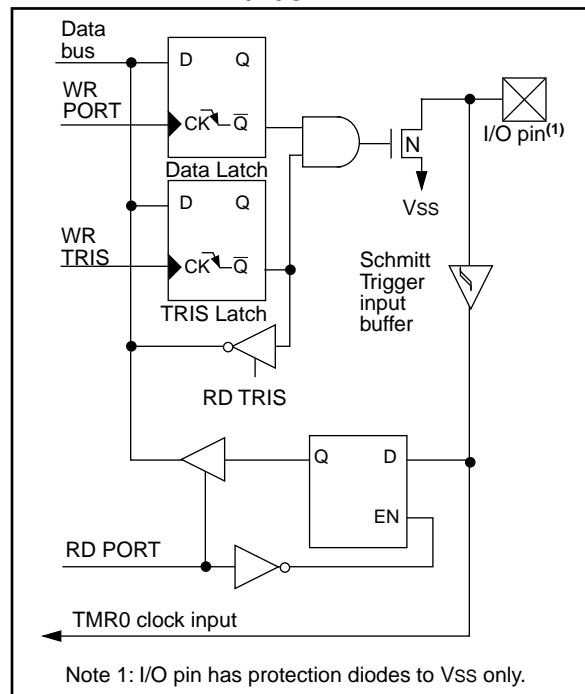 Data
bus
D Q
WR
PORT
CK Q
Data Latch
N
I/O pin(1)
VSS
D Q
WR
TRIS
CK Q
TRIS Latch
Schmitt
Trigger
input
buffer
RD TRIS
Q D
EN
RD PORT
TMR0 clock input
Note 1: I/O pin has protection diodes to VSS only.